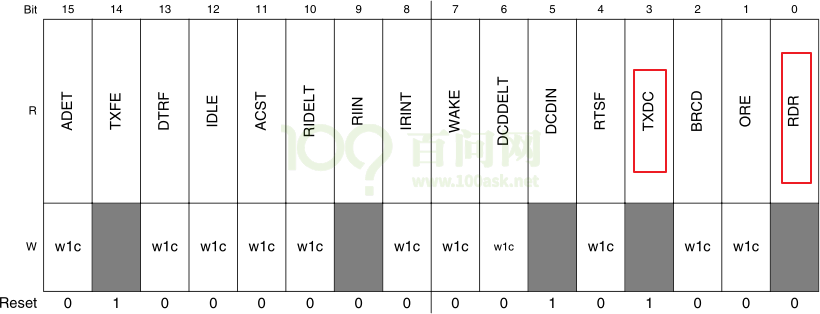 Bit 15 14 13 12 11 10 9 8 7 6 5 4 3 2 1 0
R ADET TXFE DTRF IDLE ACST RIDELT RIIN IRINT WAKE DCDDELT DCDIN RTSF TXDC BRCD ORE RDR
100? 百问网
www.100ask.net
W w1c w1c w1c w1c w1c w1c w1c w1c w1c w1c w1c
Reset 0 1 0 0 0 0 0 0 0 0 1 0 1 0 0 0